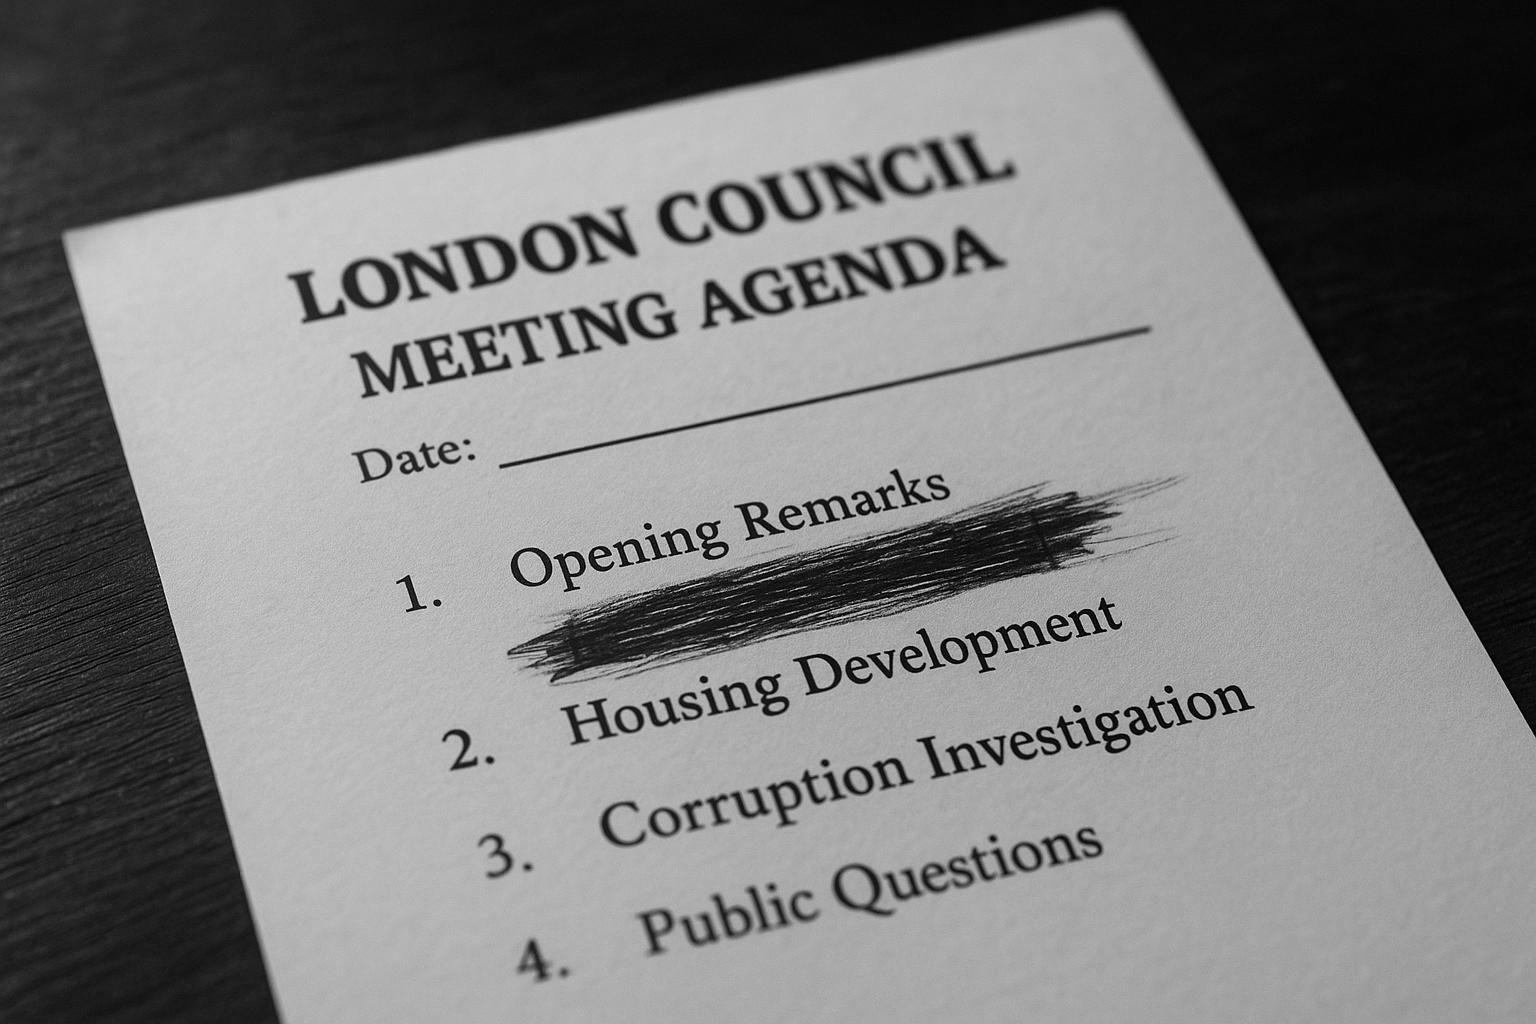 LONDON COUNCIL
MEETING AGENDA
Date:
1. Opening Remarks
2. Housing Development
3. Corruption Investigation
4. Public Questions